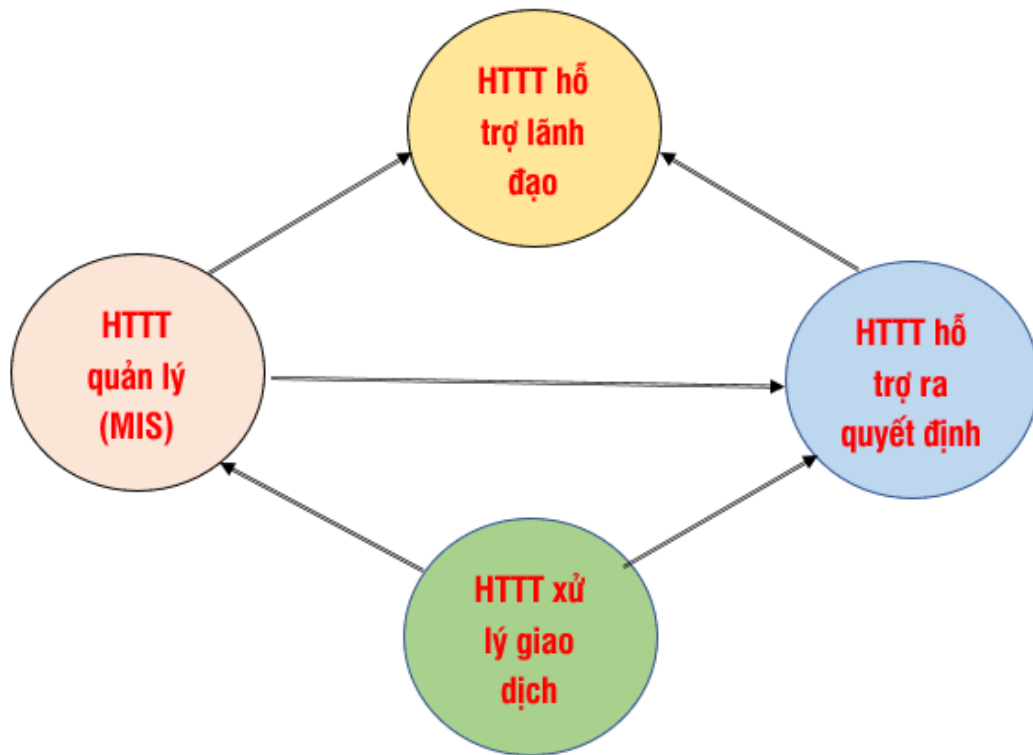 HTTT hỗ
trợ lãnh
đạo
HTTT
quản lý
(MIS)
HTTT hỗ
trợ ra
quyết định
HTTT xử
lý giao
dịch